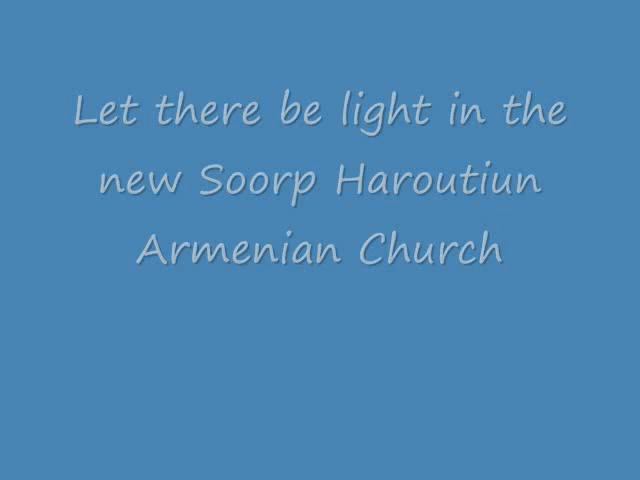 Let there be light in the
new Soorp Haroutiun
Armenian Church